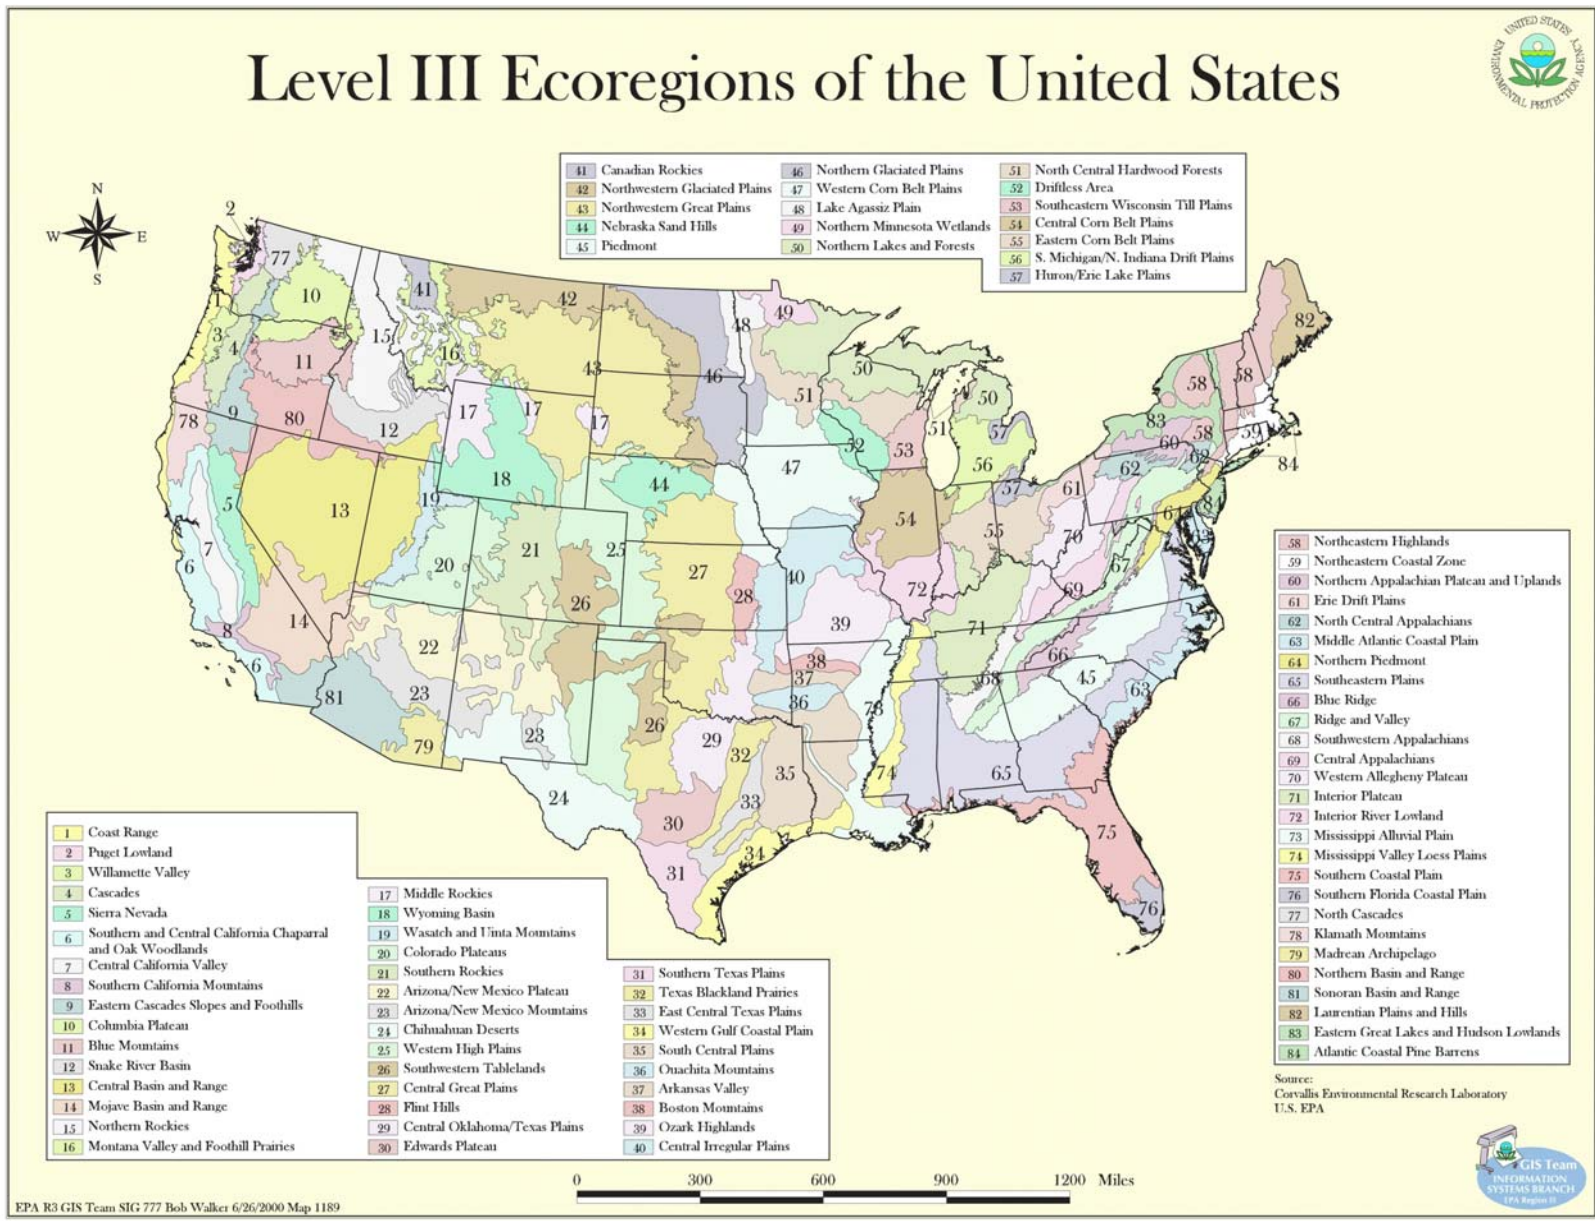 Level III Ecoregions of the United States
UNITED STATES
ENVIRONMENTAL PROTECTION AGENCY
N
W E
S
41 Canadian Rockies
42 Northwestern Glaciated Plains
43 Northwestern Great Plains
44 Nebraska Sand Hills
45 Piedmont
46 Northern Glaciated Plains
47 Western Corn Belt Plains
48 Lake Agassiz Plain
49 Northern Minnesota Wetlands
50 Northern Lakes and Forests
51 North Central Hardwood Forests
52 Driftless Area
53 Southeastern Wisconsin Till Plains
54 Central Corn Belt Plains
55 Eastern Corn Belt Plains
56 S. Michigan/N. Indiana Drift Plains
57 Huron/Erie Lake Plains
58 Northeastern Highlands
59 Northeastern Coastal Zone
60 Northern Appalachian Plateau and Uplands
61 Erie Drift Plains
62 North Central Appalachians
63 Middle Atlantic Coastal Plain
64 Northern Piedmont
65 Southeastern Plains
66 Blue Ridge
67 Ridge and Valley
68 Southwestern Appalachians
69 Central Appalachians
70 Western Allegheny Plateau
71 Interior Plateau
72 Interior River Lowland
73 Mississippi Alluvial Plain
74 Mississippi Valley Loess Plains
75 Southern Coastal Plain
76 Southern Florida Coastal Plain
77 North Cascades
78 Klamath Mountains
79 Madrean Archipelago
80 Northern Basin and Range
81 Sonoran Basin and Range
82 Laurentian Plains and Hills
83 Eastern Great Lakes and Hudson Lowlands
84 Atlantic Coastal Pine Barrens
Source:
Corvallis Environmental Research Laboratory
U.S. EPA
1 Coast Range
2 Puget Lowland
3 Willamette Valley
4 Cascades
5 Sierra Nevada
6 Southern and Central California Chaparral
and Oak Woodlands
7 Central California Valley
8 Southern California Mountains
9 Eastern Cascades Slopes and Foothills
10 Columbia Plateau
11 Blue Mountains
12 Snake River Basin
13 Central Basin and Range
14 Mojave Basin and Range
15 Northern Rockies
16 Montana Valley and Foothill Prairies
17 Middle Rockies
18 Wyoming Basin
19 Wasatch and Uinta Mountains
20 Colorado Plateaus
21 Southern Rockies
22 Arizona/New Mexico Plateau
23 Arizona/New Mexico Mountains
24 Chihuahuan Deserts
25 Western High Plains
26 Southwestern Tablelands
27 Central Great Plains
28 Flint Hills
29 Central Oklahoma/Texas Plains
30 Edwards Plateau
31 Southern Texas Plains
32 Texas Blackland Prairies
33 East Central Texas Plains
34 Western Gulf Coastal Plain
35 South Central Plains
36 Ouachita Mountains
37 Arkansas Valley
38 Boston Mountains
39 Ozark Highlands
40 Central Irregular Plains
0 300 600 900 1200 Miles
EPA R3 GIS Team SIG 777 Bob Walker 6/26/2000 Map 1189
GIS Team
INFORMATION
SYSTEMS BRANCH